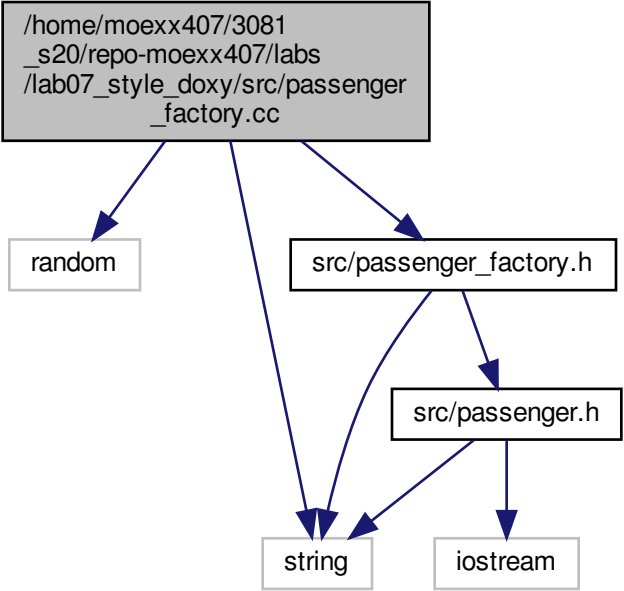 /home/moexx407/3081
_s20/repo-moexx407/labs
/lab07_style_doxy/src/passenger
_factory.cc
random
src/passenger_factory.h
src/passenger.h
string
iostream